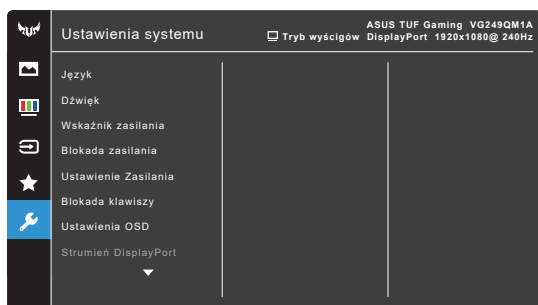 Ustawienia systemu
ASUS TUF Gaming VG249QM1A
Tryb wyścigów DisplayPort 1920x1080@ 240Hz
Język
Dźwięk
Wskaźnik zasilania
Blokada zasilania
Ustawienie Zasilania
Blokada klawiszy
Ustawienia OSD
Strumień DisplayPort